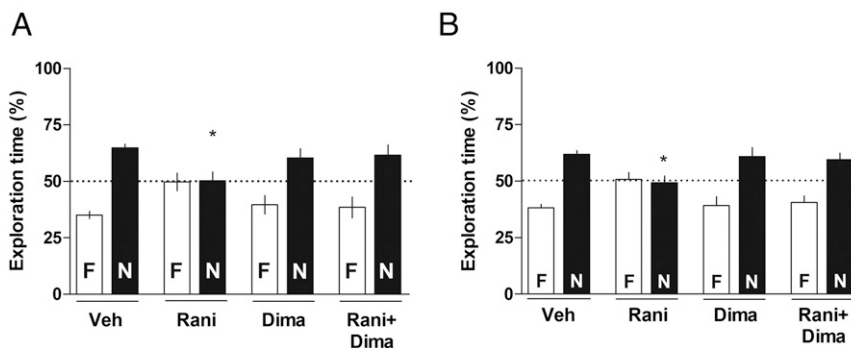 A
B
Exploration time (%)
100
75
50
25
0
*
F N F N F N F N
Veh Rani Dima Rani+
Dima
Exploration time (%)
100
75
50
25
0
*
F N F N F N F N
Veh Rani Dima Rani+
Dima